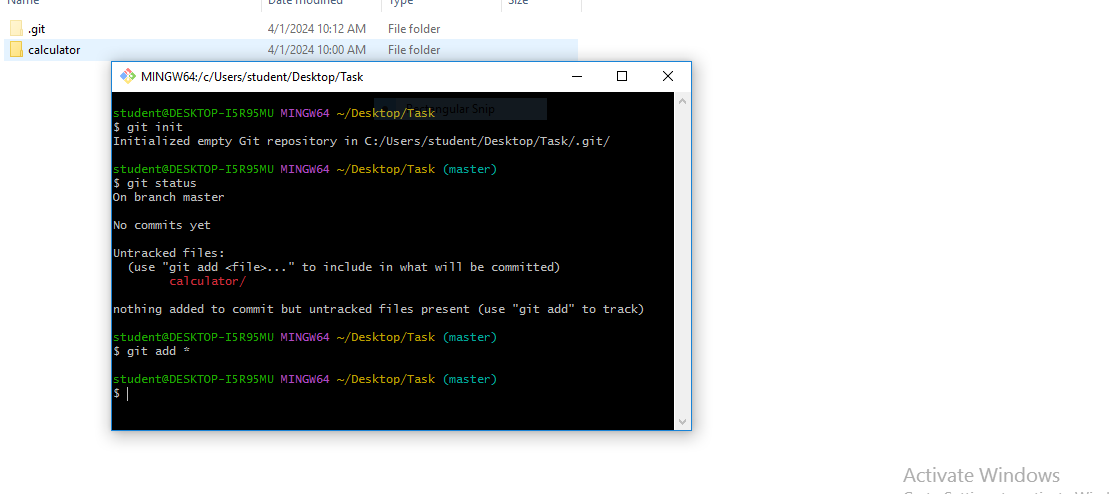 Name Date modified Type Size
.git 4/1/2024 10:12 AM File folder
calculator 4/1/2024 10:00 AM File folder
MINGW64:/c/Users/student/Desktop/Task
Rectangular Snip
student@DESKTOP-I5R95MU MINGW64 ~/Desktop/Task
$ git init
Initialized empty Git repository in C:/Users/student/Desktop/Task/.git/
student@DESKTOP-I5R95MU MINGW64 ~/Desktop/Task (master)
$ git status
On branch master
No commits yet
Untracked files:
(use "git add <file>..." to include in what will be committed)
calculator/
nothing added to commit but untracked files present (use "git add" to track)
student@DESKTOP-I5R95MU MINGW64 ~/Desktop/Task (master)
$ git add *
student@DESKTOP-I5R95MU MINGW64 ~/Desktop/Task (master)
$
Activate Windows